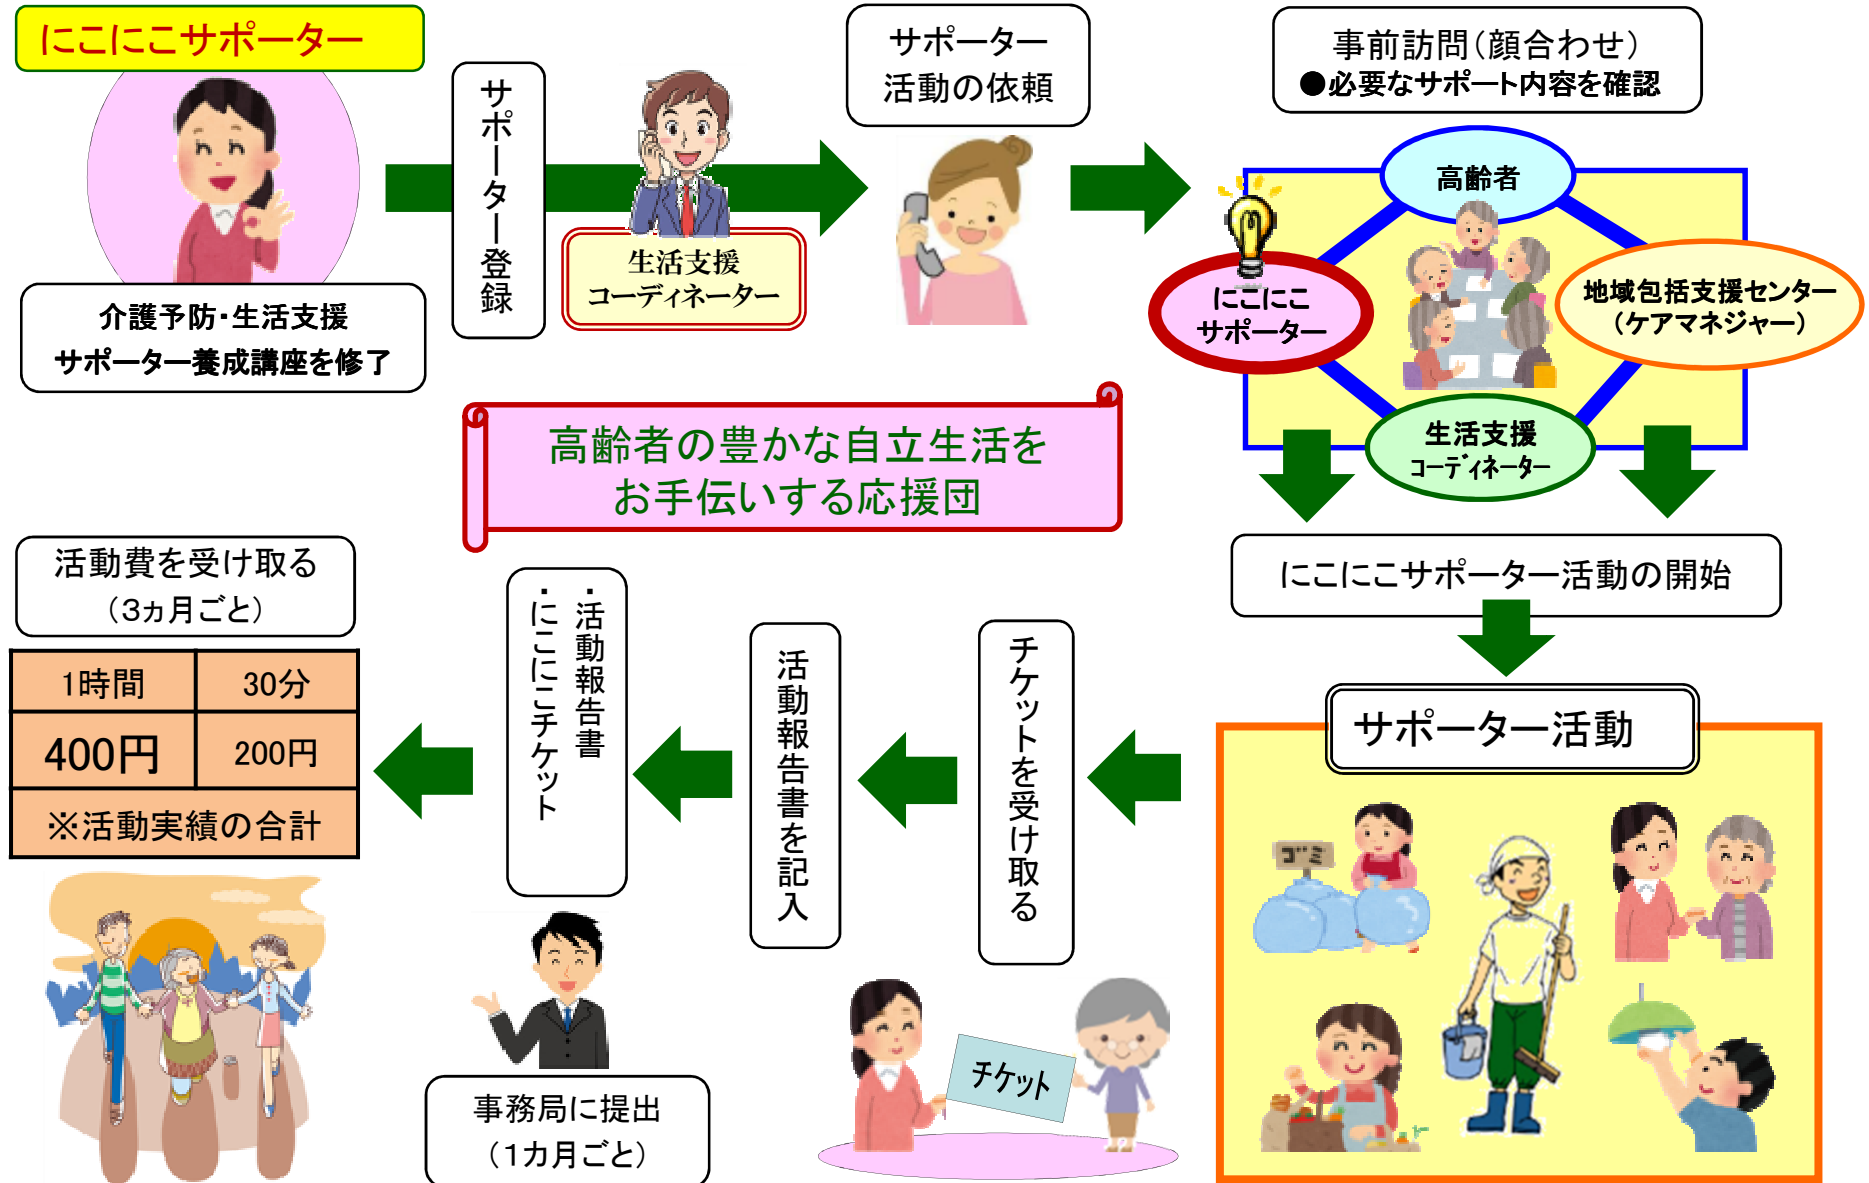 にこにこサポーター
介護予防・生活支援
サポーター養成講座を修了
サポーター登録
生活支援
コーディネーター
サポーター
活動の依頼
事前訪問（顔合わせ）
●必要なサポート内容を確認
高齢者
にこにこ
サポーター
地域包括支援センター
（ケアマネジャー）
生活支援
コーディネーター
高齢者の豊かな自立生活を
お手伝いする応援団
にこにこサポーター活動の開始
サポーター活動
ゴミ
チケットを受け取る
チケット
活動報告書を記入
・活動報告書
・にこにこチケット
事務局に提出
（１カ月ごと）
活動費を受け取る
（３ヵ月ごと）
1時間
30分
400円
200円
※活動実績の合計